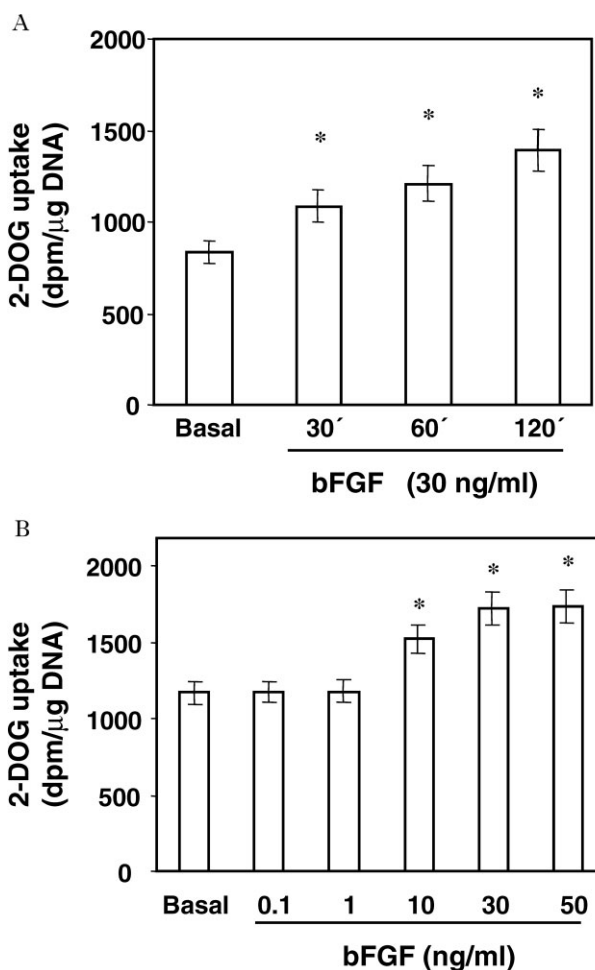 A
2-DOG uptake
(dpm/µg DNA)
2000
1500
1000
500
0
*
*
*
Basal
30´
60´
120´
bFGF (30 ng/ml)
B
2-DOG uptake
(dpm/µg DNA)
2000
1500
1000
500
0
*
*
*
Basal
0.1
1
10
30
50
bFGF (ng/ml)